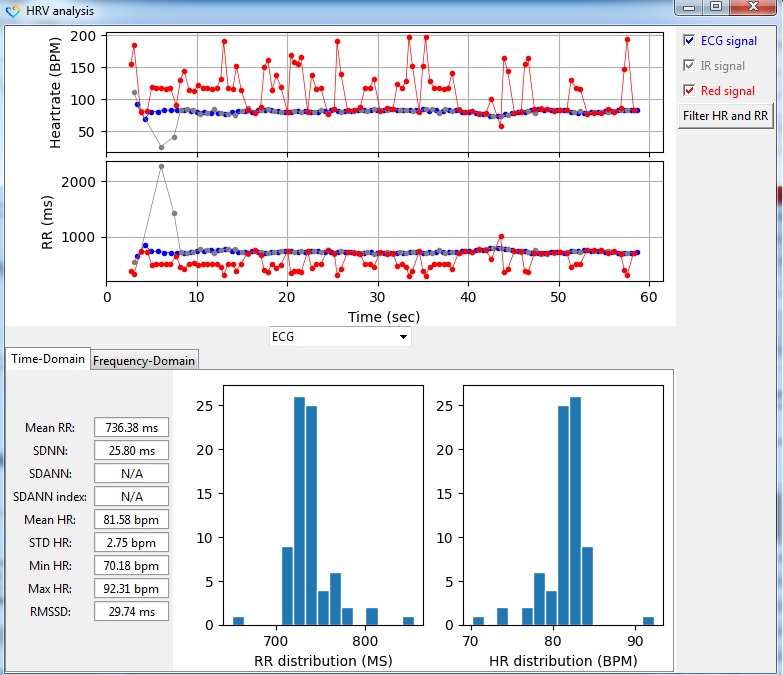 HRV analysis
200
150
100
50
Heartrate (BPM)
ECG signal
IR signal
Red signal
Filter HR and RR
2000
1000
RR (ms)
0 10 20 30 40 50 60
Time (sec)
ECG
Time-Domain Frequency-Domain
Mean RR: 736.38 ms
SDNN: 25.80 ms
SDANN: N/A
SDANN index: N/A
Mean HR: 81.58 bpm
STD HR: 2.75 bpm
Min HR: 70.18 bpm
Max HR: 92.31 bpm
RMSSD: 29.74 ms
25
20
15
10
5
0
700 800
RR distribution (MS)
25
20
15
10
5
0
70 80 90
HR distribution (BPM)